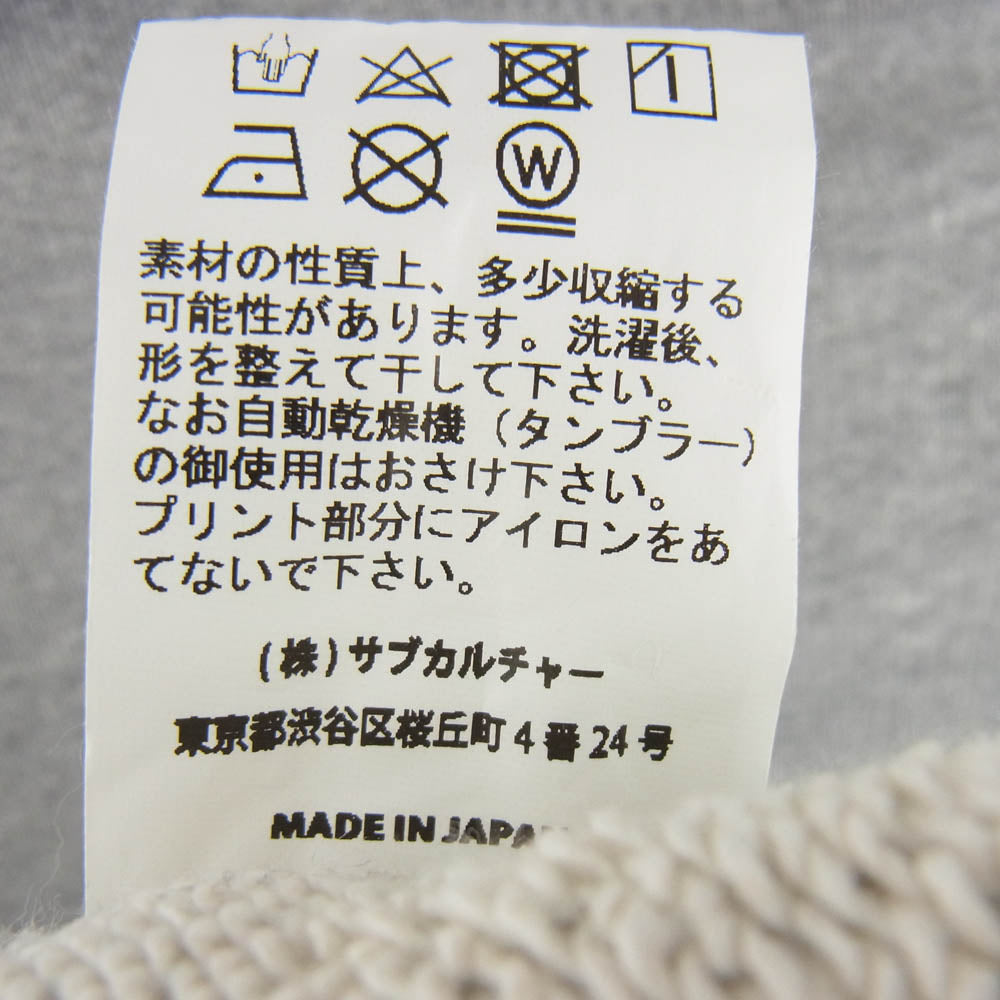 W
素材の性質上、多少収縮する
可能性があります。洗濯後、
形を整えて干して下さい。
なお自動乾燥機（タンブラー）
の御使用はおさけ下さい。
プリント部分にアイロンをあ
てないで下さい。
(株)サブカルチャー
東京都渋谷区桜丘町4番24号
MADE IN JAPAN